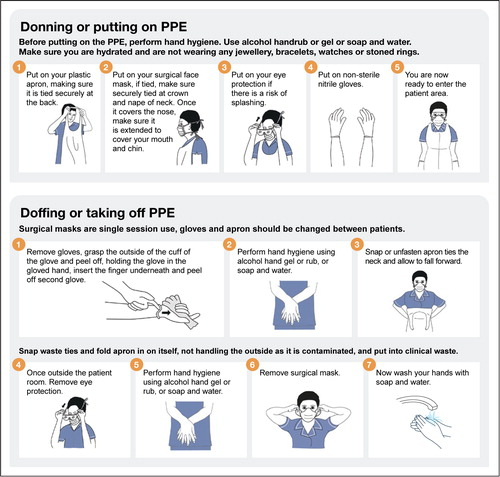 Donning or putting on PPE
Before putting on the PPE, perform hand hygiene. Use alcohol handrub or gel or soap and water.
Make sure you are hydrated and are not wearing any jewellery, bracelets, watches or stoned rings.
1
Put on your plastic
apron, making sure
it is tied securely at
the back.
2
Put on your surgical face
mask, if tied, make sure
securely tied at crown
and nape of neck. Once
it covers the nose,
make sure it
is extended to
cover your mouth
and chin.
3
Put on your eye
protection if
there is a risk of
splashing.
4
Put on non-sterile
nitrile gloves.
5
You are now
ready to enter the
patient area.
Doffing or taking off PPE
Surgical masks are single session use, gloves and apron should be changed between patients.
1
Remove gloves, grasp the outside of the cuff of
the glove and peel off, holding the glove in the
gloved hand, insert the finger underneath and peel
off second glove.
2
Perform hand hygiene using
alcohol hand gel or rub, or
soap and water.
3
Snap or unfasten apron ties the
neck and allow to fall forward.
Snap waste ties and fold apron in on itself, not handling the outside as it is contaminated, and put into clinical waste.
4
Once outside the patient
room. Remove eye
protection.
5
Perform hand hygiene
using alcohol hand gel or
rub, or soap and water.
6
Remove surgical mask.
7
Now wash your hands with
soap and water.